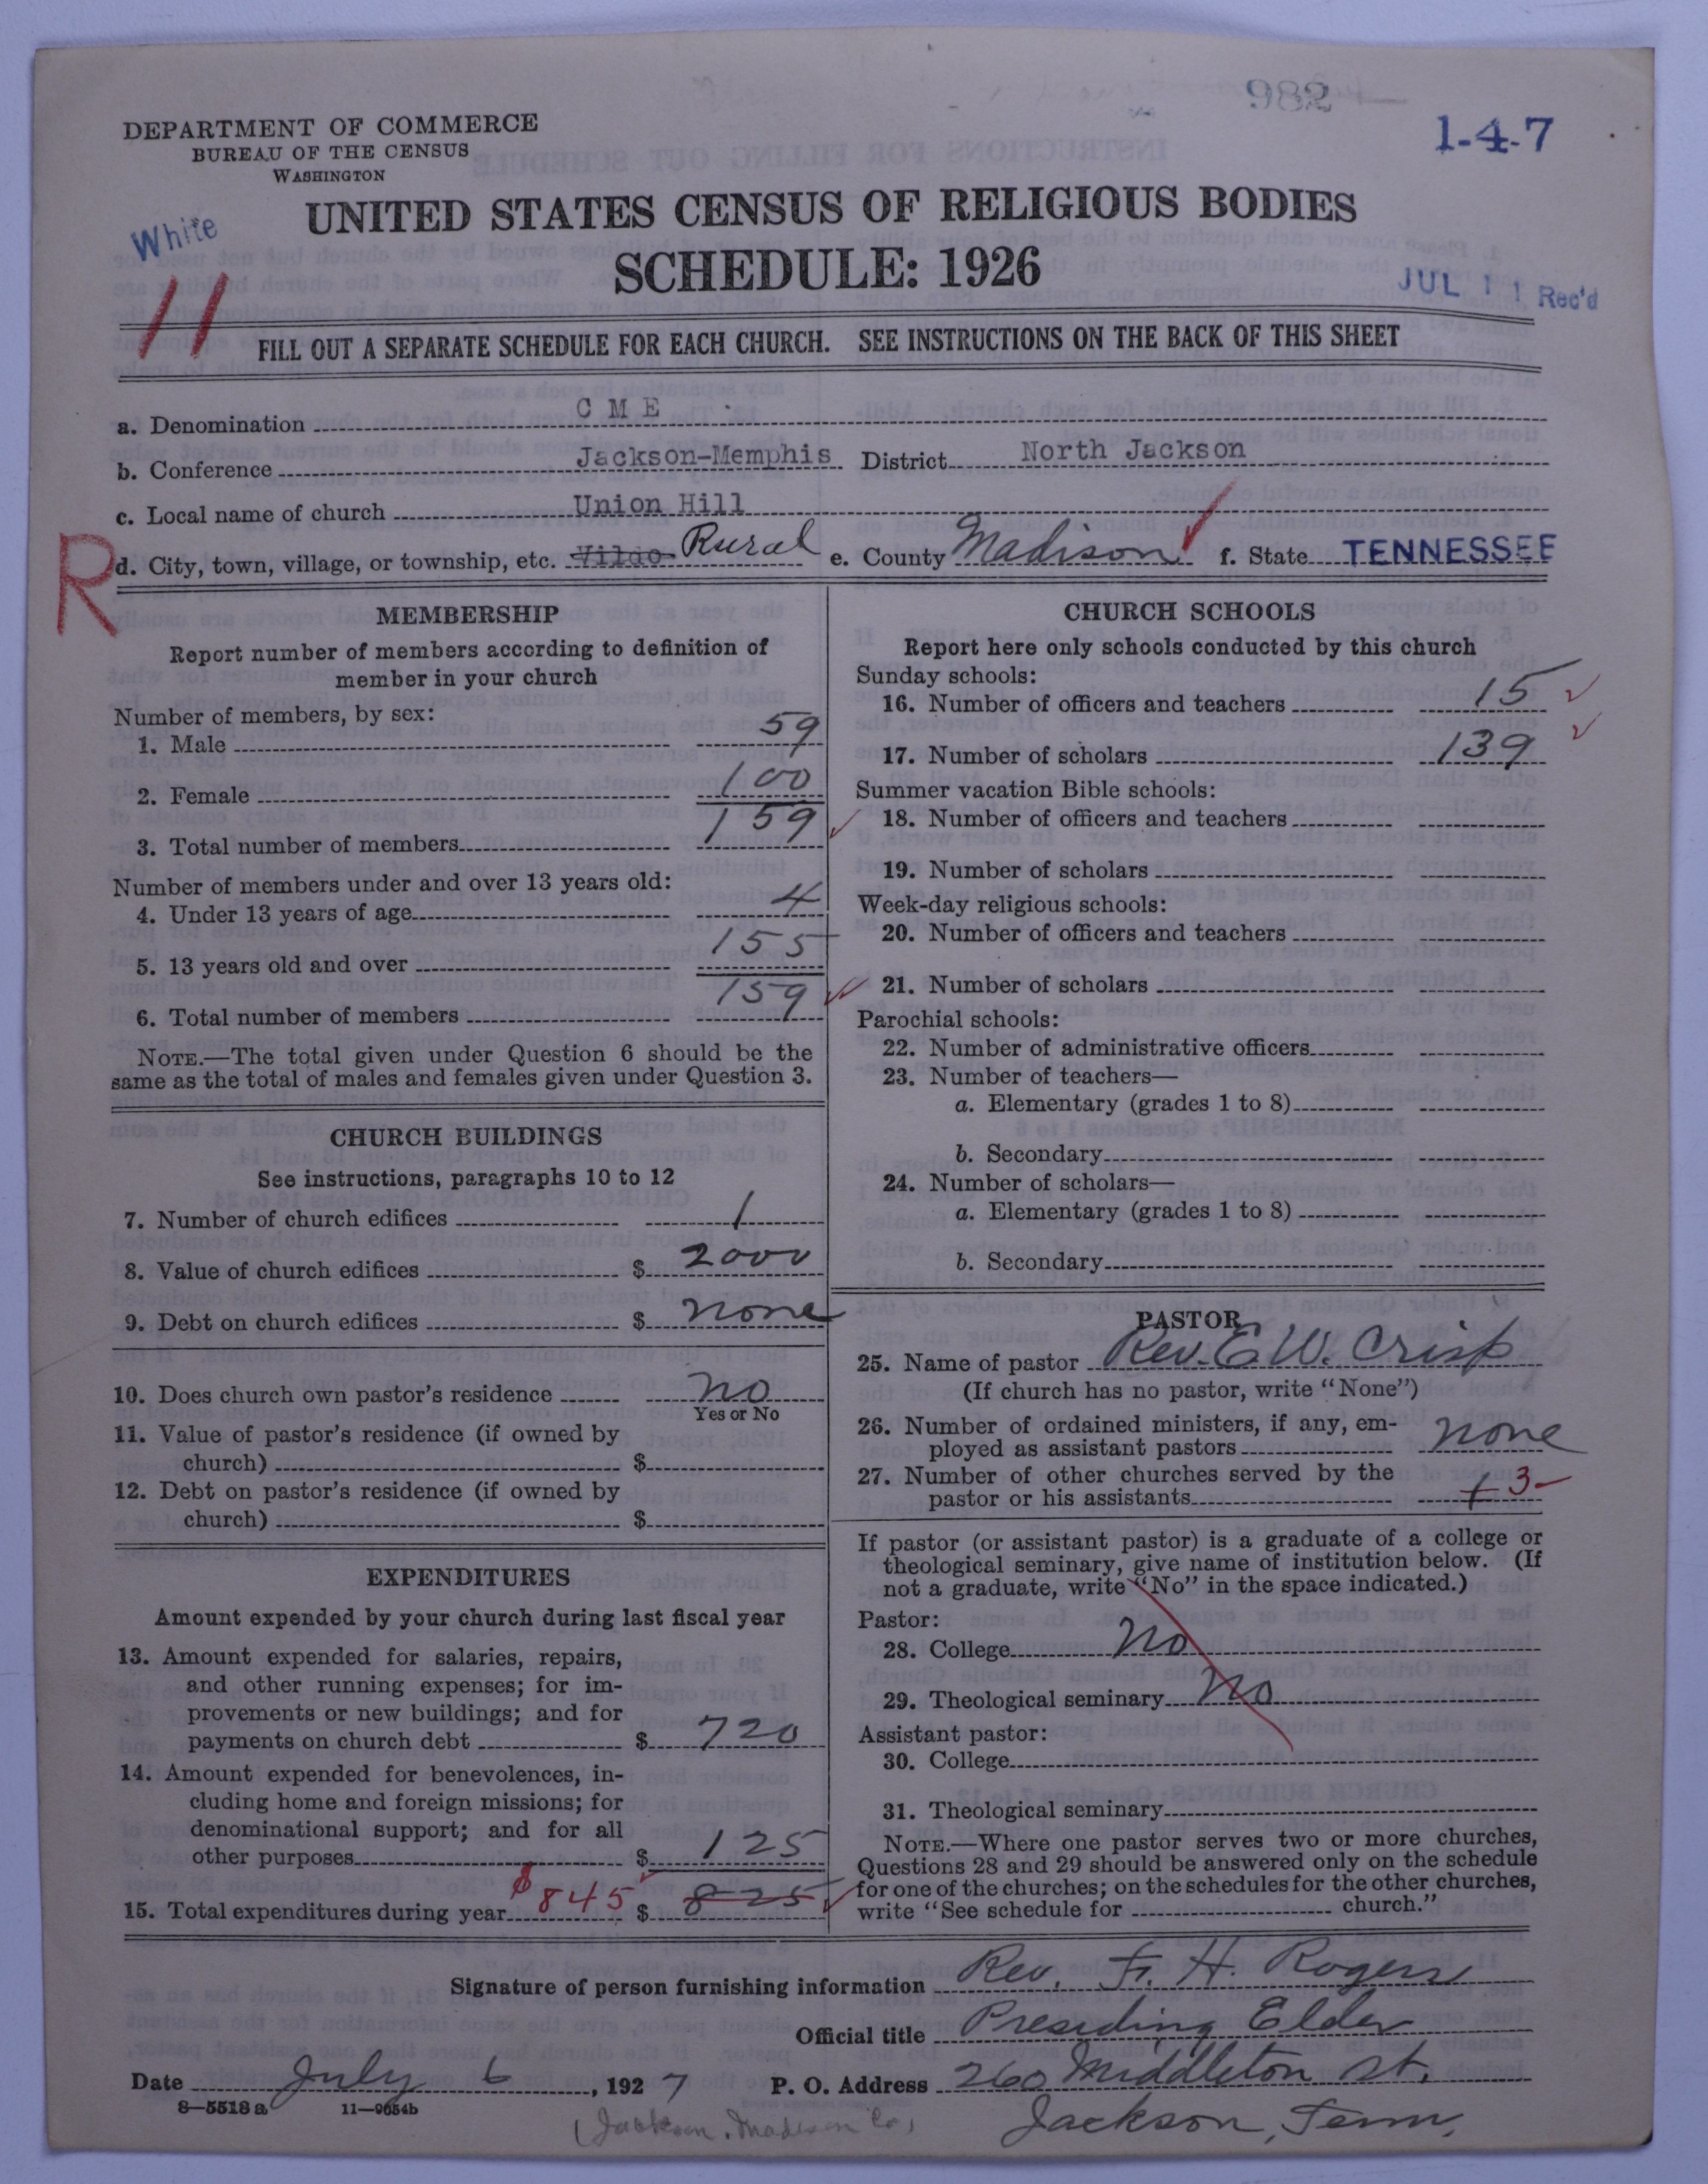 982
1-4-7
DEPARTMENT OF COMMERCE
BUREAU OF THE CENSUS
WASHINGTON
White
11
UNITED STATES CENSUS OF RELIGIOUS BODIES
SCHEDULE: 1926
JUL 11 Rec'd
FILL OUT A SEPARATE SCHEDULE FOR EACH CHURCH. SEE INSTRUCTIONS ON THE BACK OF THIS SHEET
a. Denomination C M E
b. Conference Jackson-Memphis District North Jackson
c. Local name of church Union Hill
R
d. City, town, village, or township, etc. Vildo Rural e. County Madison f. State TENNESSEE
MEMBERSHIP
Report number of members according to definition of
member in your church
Number of members, by sex:
1. Male 59
2. Female 100
3. Total number of members 159
Number of members under and over 13 years old:
4. Under 13 years of age 4
5. 13 years old and over 155
6. Total number of members 159
NOTE.—The total given under Question 6 should be the
same as the total of males and females given under Question 3.
CHURCH BUILDINGS
See instructions, paragraphs 10 to 12
7. Number of church edifices 1
8. Value of church edifices $ 2000
9. Debt on church edifices $ none
10. Does church own pastor's residence no
Yes or No
11. Value of pastor's residence (if owned by
church) $
12. Debt on pastor's residence (if owned by
church) $
EXPENDITURES
Amount expended by your church during last fiscal year
13. Amount expended for salaries, repairs,
and other running expenses; for im-
provements or new buildings; and for
payments on church debt $ 720
14. Amount expended for benevolences, in-
cluding home and foreign missions; for
denominational support; and for all
other purposes $ 125
15. Total expenditures during year $845 $ 825
CHURCH SCHOOLS
Report here only schools conducted by this church
Sunday schools:
16. Number of officers and teachers 15
17. Number of scholars 139
Summer vacation Bible schools:
18. Number of officers and teachers
19. Number of scholars
Week-day religious schools:
20. Number of officers and teachers
21. Number of scholars
Parochial schools:
22. Number of administrative officers
23. Number of teachers—
a. Elementary (grades 1 to 8)
b. Secondary
24. Number of scholars—
a. Elementary (grades 1 to 8)
b. Secondary
PASTOR
25. Name of pastor Rev. E W. Crisp
(If church has no pastor, write "None")
26. Number of ordained ministers, if any, em-
ployed as assistant pastors none
27. Number of other churches served by the
pastor or his assistants 1 3
If pastor (or assistant pastor) is a graduate of a college or
theological seminary, give name of institution below. (If
not a graduate, write "No" in the space indicated.)
Pastor:
28. College No
29. Theological seminary No
Assistant pastor:
30. College
31. Theological seminary
NOTE.—Where one pastor serves two or more churches,
Questions 28 and 29 should be answered only on the schedule
for one of the churches; on the schedules for the other churches,
write "See schedule for church."
Signature of person furnishing information Rev. F. H. Rogers
Official title Presiding Elder
Date July 6, 1927 P. O. Address 260 Middleton St.
8—5518 a 11—9654b
(Jackson, Madison Co) Jackson, Tenn.